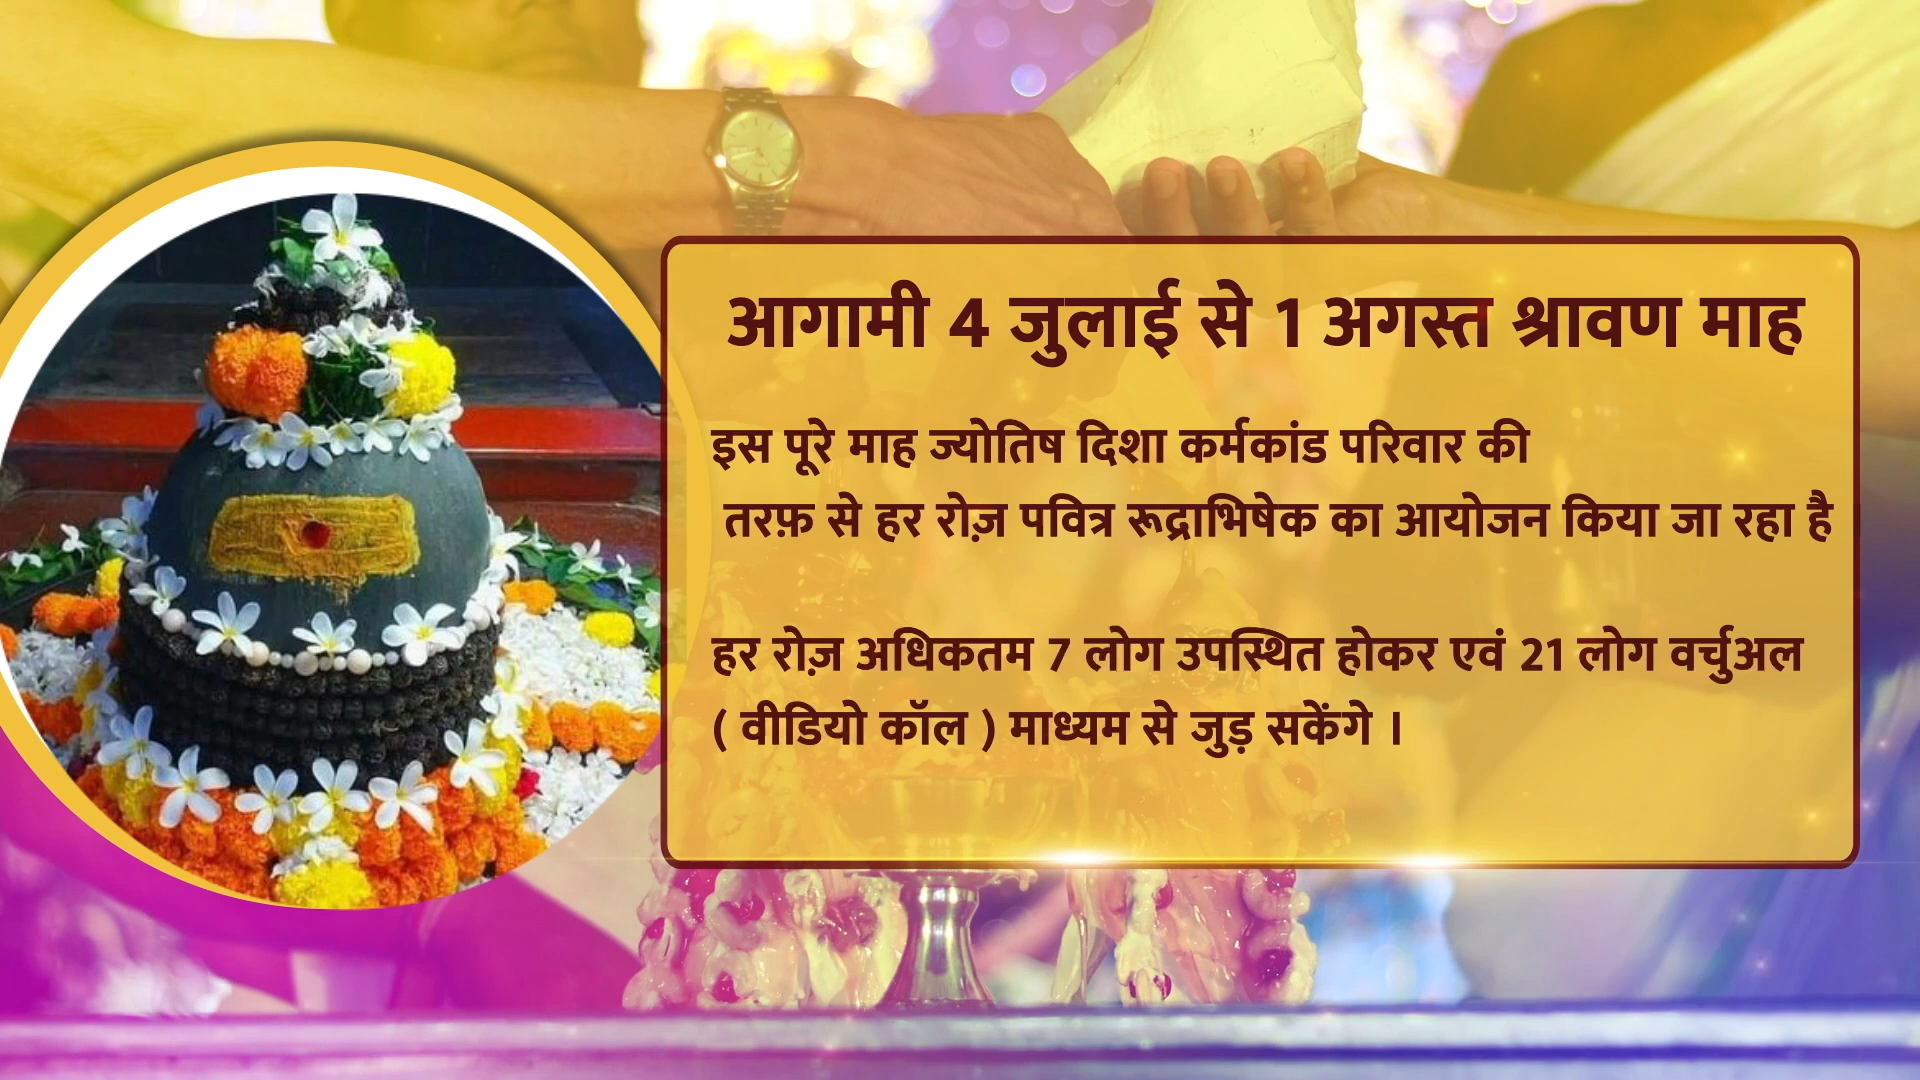 आगामी 4 जुलाई से 1 अगस्त श्रावण माह
इस पूरे माह ज्योतिष दिशा कर्मकांड परिवार की
तरफ़ से हर रोज़ पवित्र रूद्राभिषेक का आयोजन किया जा रहा है
हर रोज़ अधिकतम 7 लोग उपस्थित होकर एवं 21 लोग वर्चुअल
( वीडियो कॉल ) माध्यम से जुड़ सकेंगे ।